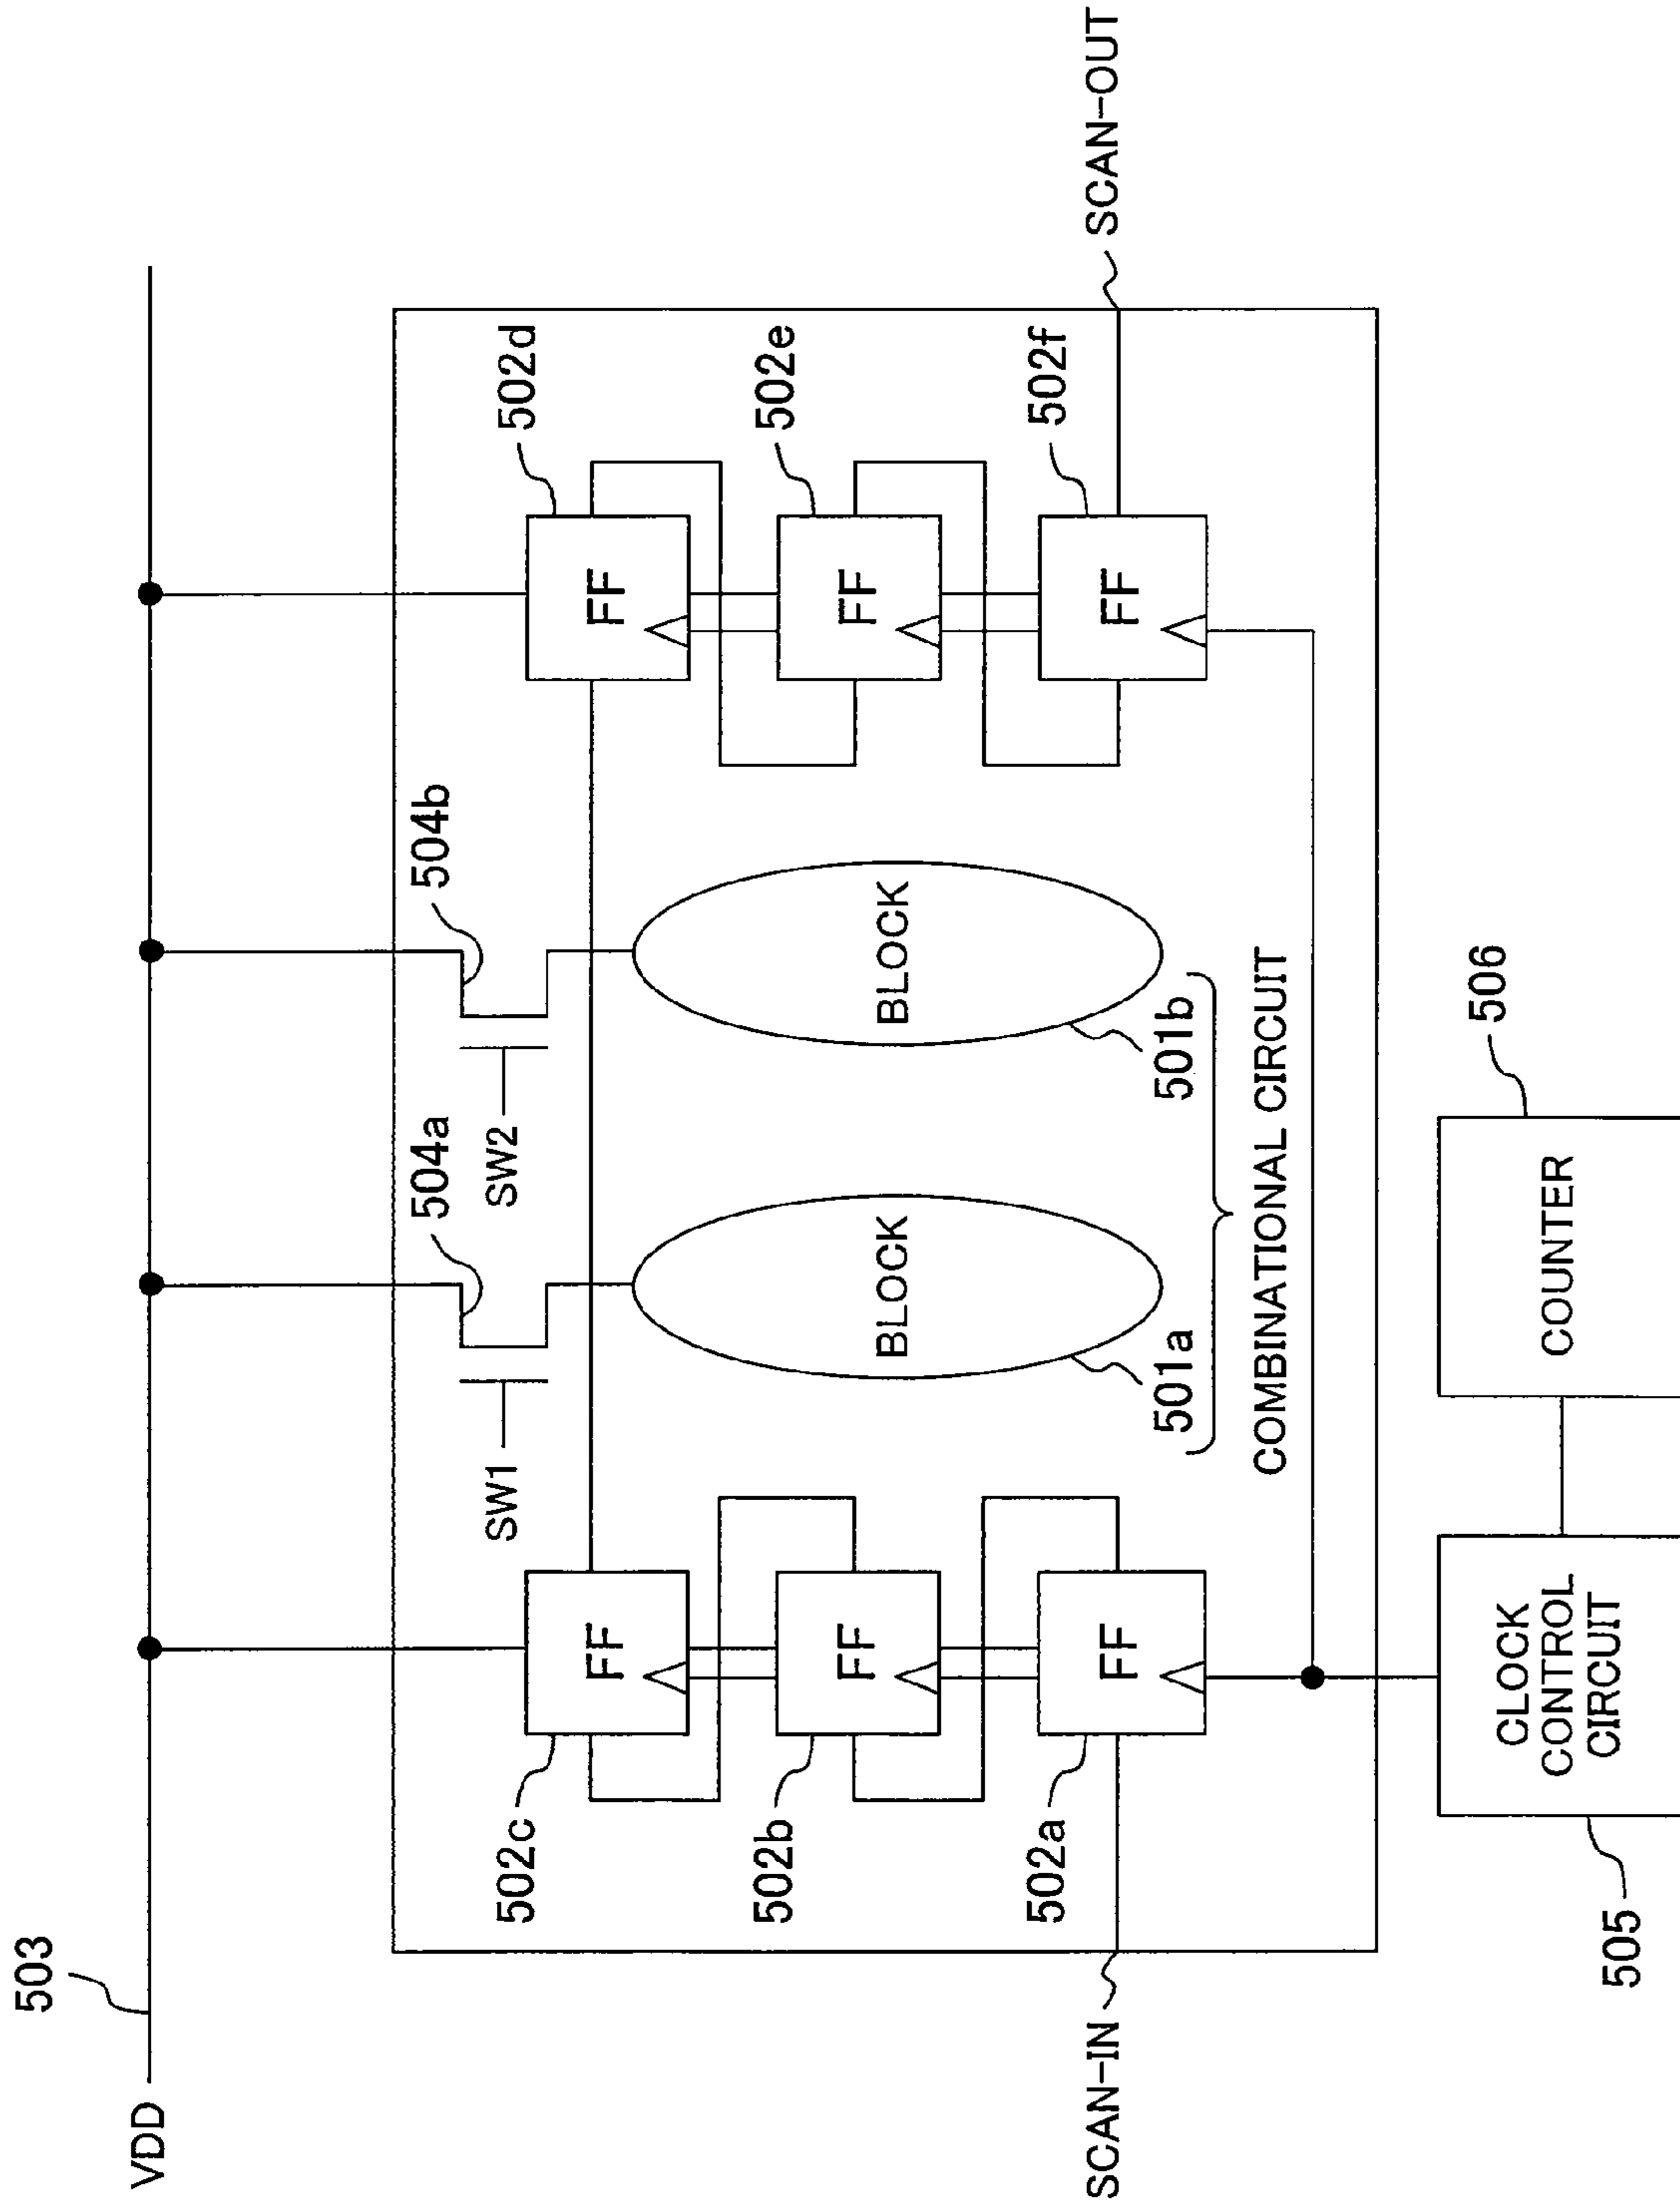 503
VDD
504a
504b
SW1
SW2
502c
FF
FF
502d
502b
FF
BLOCK
BLOCK
FF
502e
502a
FF
501a
501b
FF
502f
SCAN-IN
SCAN-OUT
COMBINATIONAL CIRCUIT
505
CLOCK
CONTROL
CIRCUIT
COUNTER
506